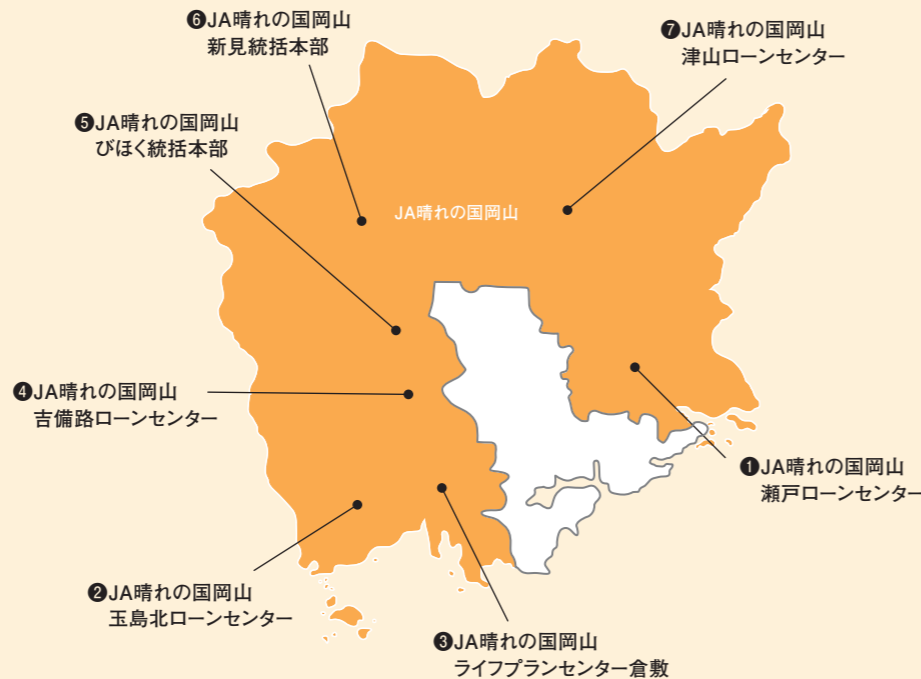 ❻JA晴れの国岡山
新見統括本部
❼JA晴れの国岡山
津山ローンセンター
❺JA晴れの国岡山
びほく統括本部
JA晴れの国岡山
❹JA晴れの国岡山
吉備路ローンセンター
❶JA晴れの国岡山
瀬戸ローンセンター
❷JA晴れの国岡山
玉島北ローンセンター
❸JA晴れの国岡山
ライフプランセンター倉敷